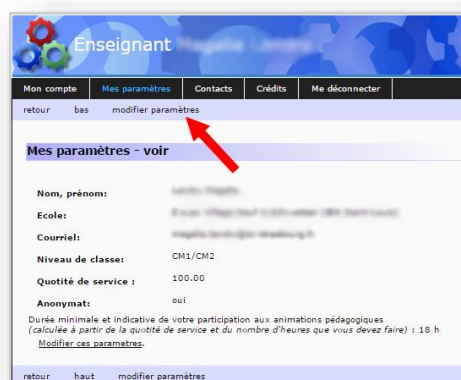 Enseignant
Mon compte Mes paramètres Contacts Crédits Me déconnecter
retour bas modifier paramètres
Mes paramètres - voir
Nom, prénom:
Ecole:
Courriel:
Niveau de classe: CM1/CM2
Quotité de service : 100.00
Anonymat: oui
Durée minimale et indicative de votre participation aux animations pédagogiques
(calculée à partir de la quotité de service et du nombre d'heures que vous devez faire) : 18 h
Modifier ces parametres.
retour haut modifier paramètres